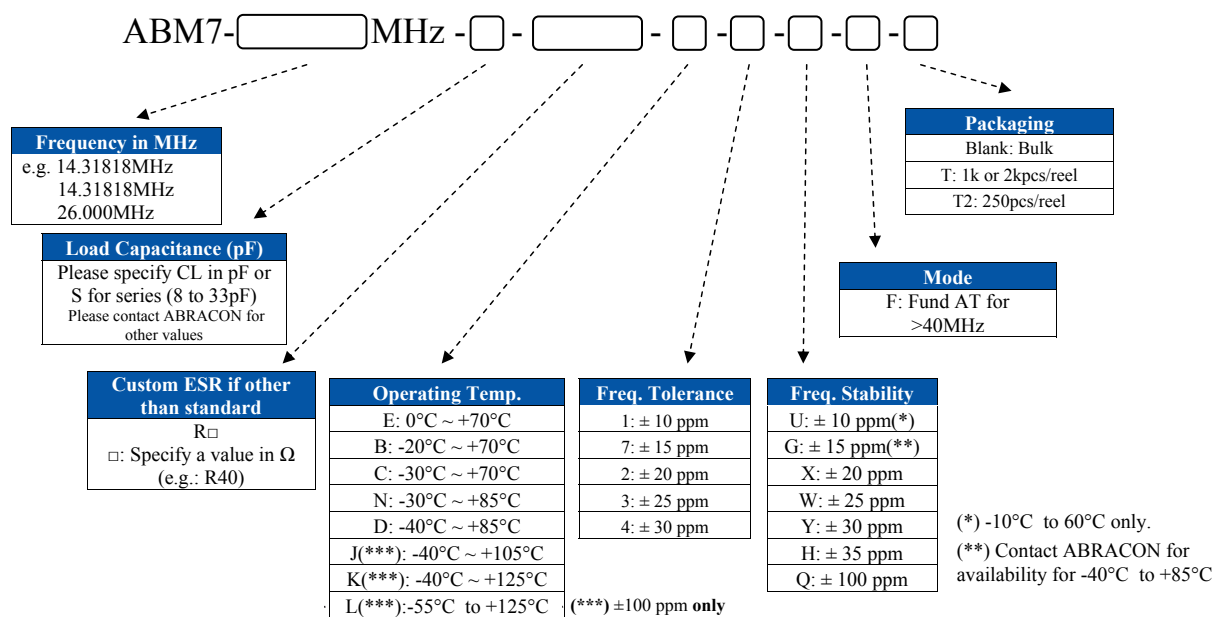 ABM7- MHz - - - - - - -
Frequency in MHz
e.g. 14.31818MHz
14.31818MHz
26.000MHz
Load Capacitance (pF)
Please specify CL in pF or
S for series (8 to 33pF)
Please contact ABRACON for
other values
Custom ESR if other
than standard
R□
□: Specify a value in Ω
(e.g.: R40)
Operating Temp.
E: 0°C ~ +70°C
B: -20°C ~ +70°C
C: -30°C ~ +70°C
N: -30°C ~ +85°C
D: -40°C ~ +85°C
J(***): -40°C ~ +105°C
K(***): -40°C ~ +125°C
L(***):-55°C to +125°C
(***) ±100 ppm only
Freq. Tolerance
1: ± 10 ppm
7: ± 15 ppm
2: ± 20 ppm
3: ± 25 ppm
4: ± 30 ppm
Freq. Stability
U: ± 10 ppm(*)
G: ± 15 ppm(**)
X: ± 20 ppm
W: ± 25 ppm
Y: ± 30 ppm
H: ± 35 ppm
Q: ± 100 ppm
(*) -10°C to 60°C only.
(**) Contact ABRACON for
availability for -40°C to +85°C
Mode
F: Fund AT for
>40MHz
Packaging
Blank: Bulk
T: 1k or 2kpcs/reel
T2: 250pcs/reel